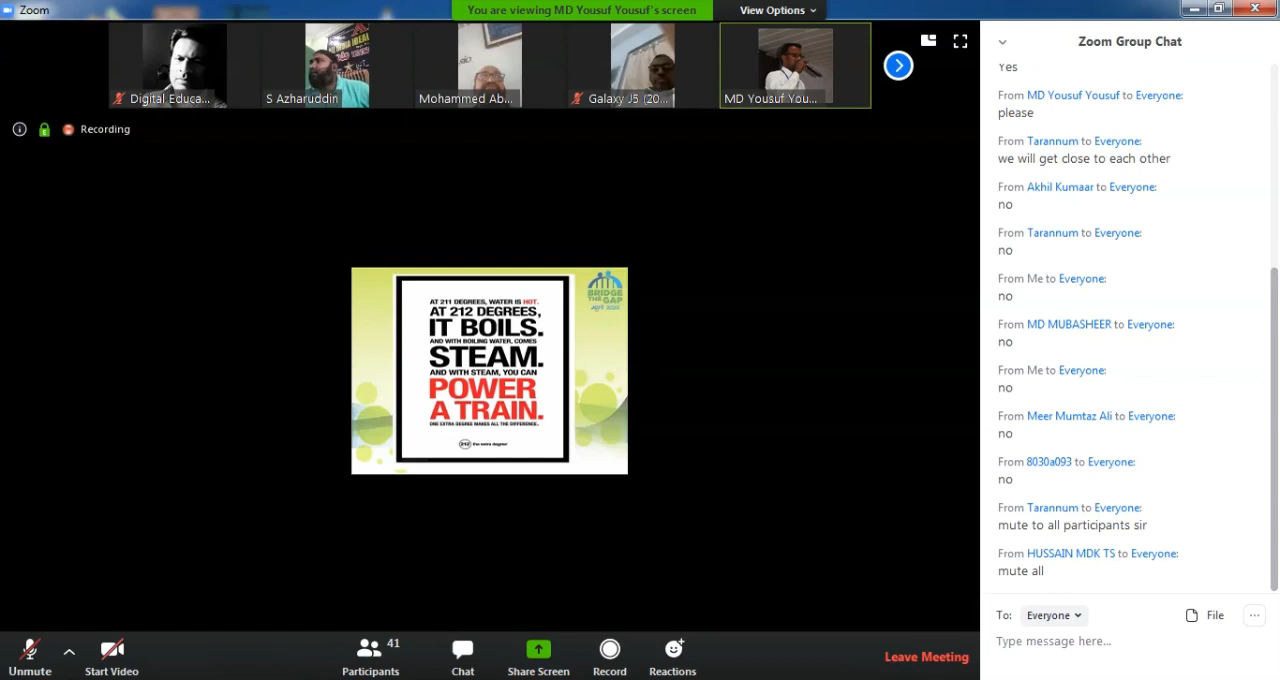 Zoom
You are viewing MD Yousuf Yousuf's screen
View Options
Digital Educa...
S Azharuddin
Mohammed Ab...
Galaxy J5 (20...
MD Yousuf You...
Recording
AT 211 DEGREES, WATER IS HOT.
AT 212 DEGREES,
IT BOILS.
AND WITH BOILING WATER, COMES
STEAM.
AND WITH STEAM, YOU CAN
POWER
A TRAIN.
ONE EXTRA DEGREE MAKES ALL THE DIFFERENCE.
212 the extra degree
BRIDGE
THE GAP
Unmute
Start Video
41
Participants
Chat
Share Screen
Record
Reactions
Leave Meeting
Zoom Group Chat
Yes
From MD Yousuf Yousuf to Everyone:
please
From Tarannum to Everyone:
we will get close to each other
From Akhil Kumaar to Everyone:
no
From Tarannum to Everyone:
no
From Me to Everyone:
no
From MD MUBASHEER to Everyone:
no
From Me to Everyone:
no
From Meer Mumtaz Ali to Everyone:
no
From 8030a093 to Everyone:
no
From Tarannum to Everyone:
mute to all participants sir
From HUSSAIN MDK TS to Everyone:
mute all
To: Everyone
File
Type message here...